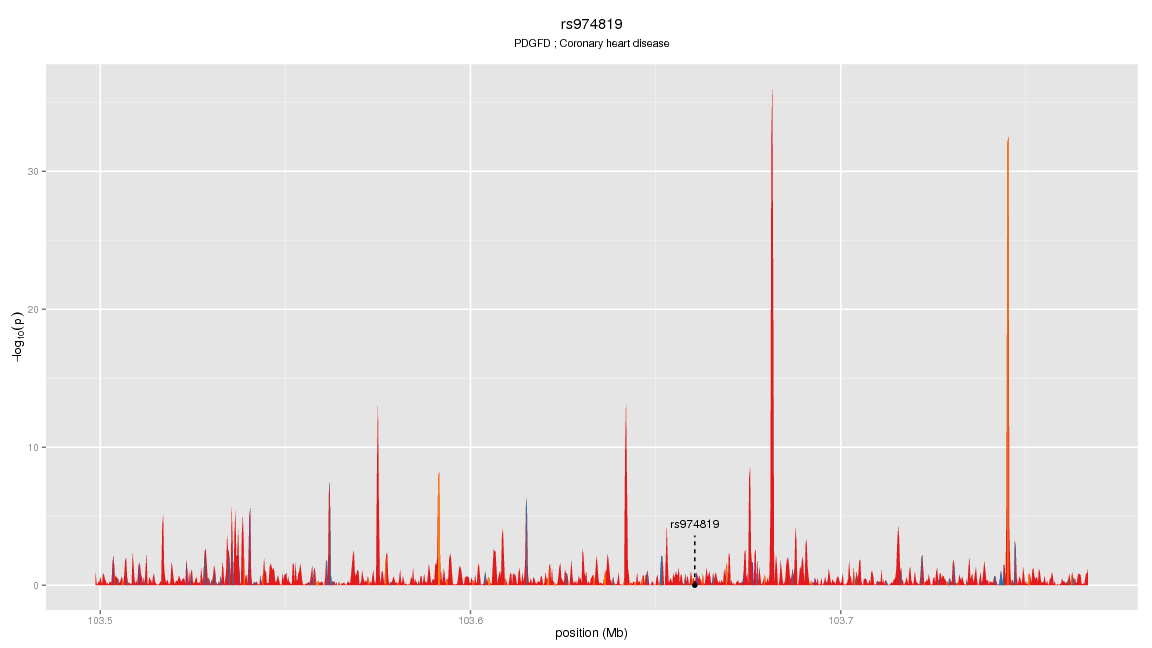 rs974819
PDGFD ; Coronary heart disease
−log10(p)
30
20
10
0
rs974819
103.5 103.6 103.7
position (Mb)